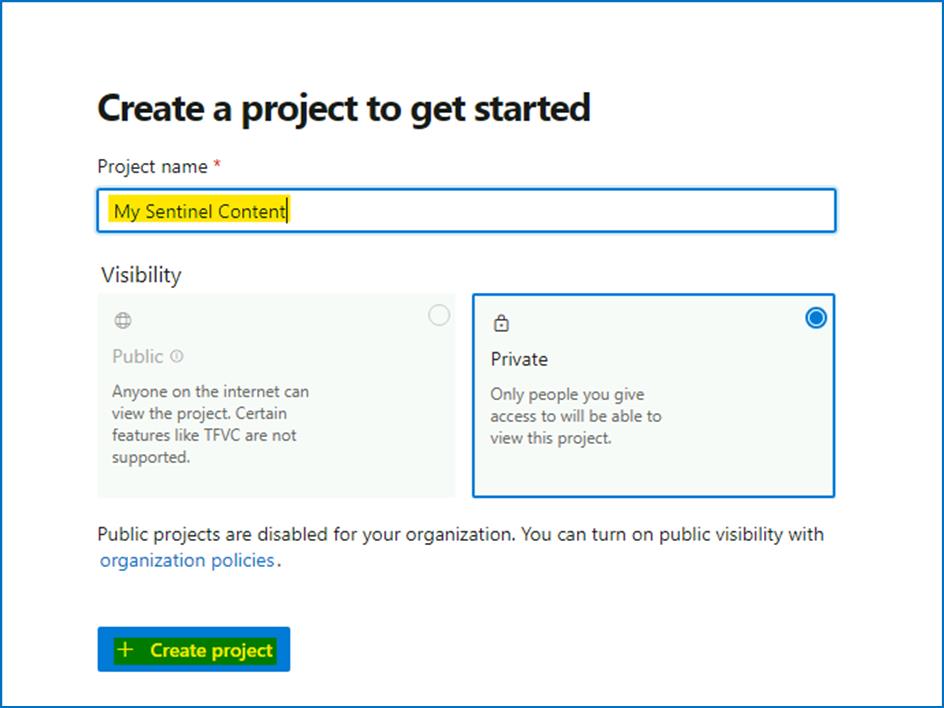 Create a project to get started
Project name *
My Sentinel Content
Visibility
Public
Anyone on the internet can
view the project. Certain
features like TFVC are not
supported.
Private
Only people you give
access to will be able to
view this project.
Public projects are disabled for your organization. You can turn on public visibility with
organization policies.
+ Create project